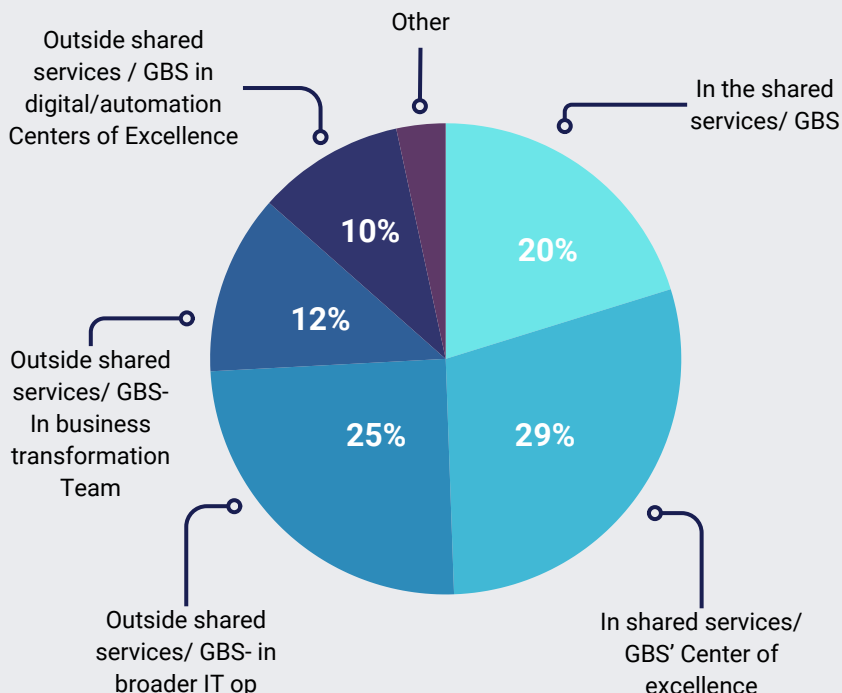 Other
Outside shared
services / GBS in
digital/automation
Centers of Excellence
In the shared
services/ GBS
10%
20%
12%
Outside shared
services/ GBS-
In business
transformation
Team
25%
29%
Outside shared
services/ GBS- in
broader IT op
In shared services/
GBS’ Center of
excellence